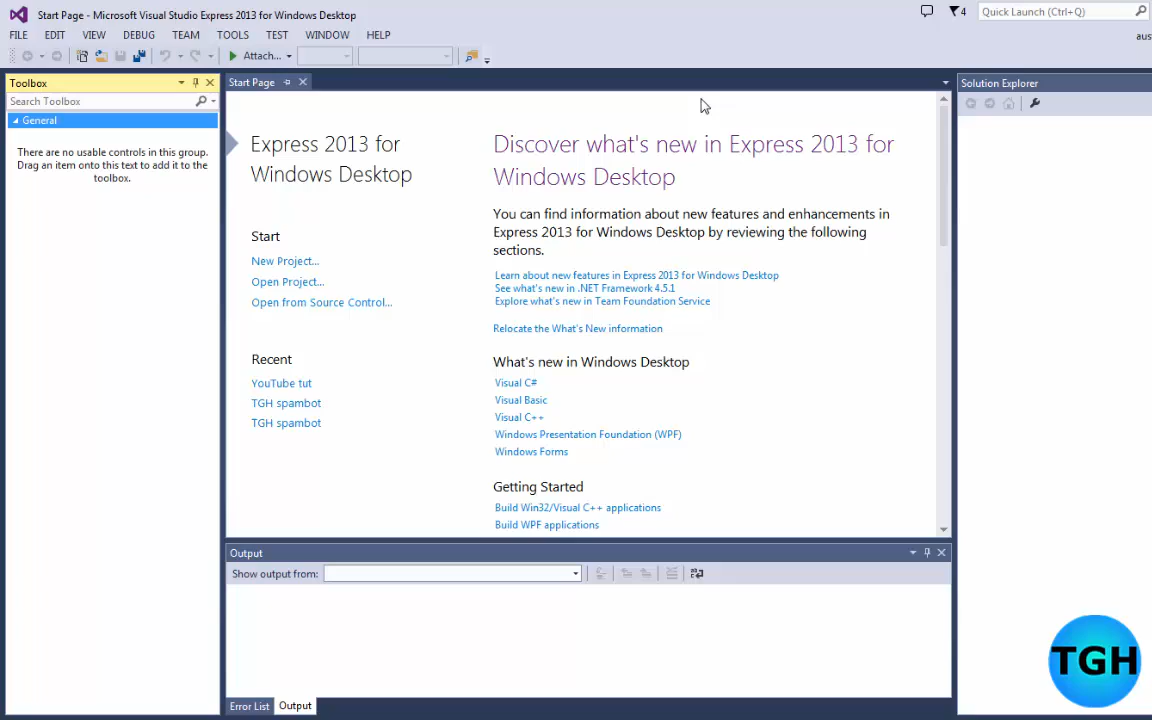 Start Page - Microsoft Visual Studio Express 2013 for Windows Desktop
4
Quick Launch (Ctrl+Q)
FILE EDIT VIEW DEBUG TEAM TOOLS TEST WINDOW HELP
aus
Attach...
Toolbox
Search Toolbox
General
There are no usable controls in this group.
Drag an item onto this text to add it to the
toolbox.
Start Page
Express 2013 for
Windows Desktop
Start
New Project...
Open Project...
Open from Source Control...
Recent
YouTube tut
TGH spambot
TGH spambot
Discover what's new in Express 2013 for
Windows Desktop
You can find information about new features and enhancements in
Express 2013 for Windows Desktop by reviewing the following
sections.
Learn about new features in Express 2013 for Windows Desktop
See what's new in .NET Framework 4.5.1
Explore what's new in Team Foundation Service
Relocate the What's New information
What's new in Windows Desktop
Visual C#
Visual Basic
Visual C++
Windows Presentation Foundation (WPF)
Windows Forms
Getting Started
Build Win32/Visual C++ applications
Build WPF applications
Solution Explorer
Output
Show output from:
Error List Output
TGH